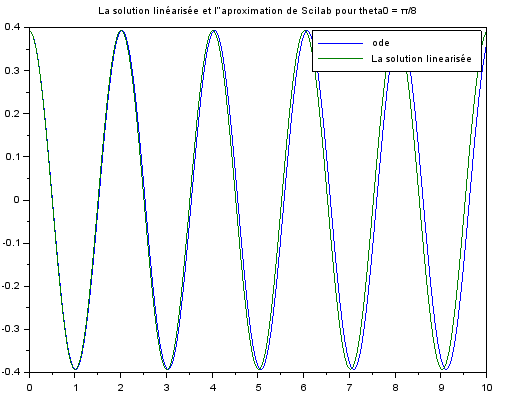 La solution linéarisée et l''aproximation de Scilab pour theta0 = π/8
0.4
0.3
0.2
0.1
0
-0.1
-0.2
-0.3
-0.4
ode
La solution linearisée
0 1 2 3 4 5 6 7 8 9 10